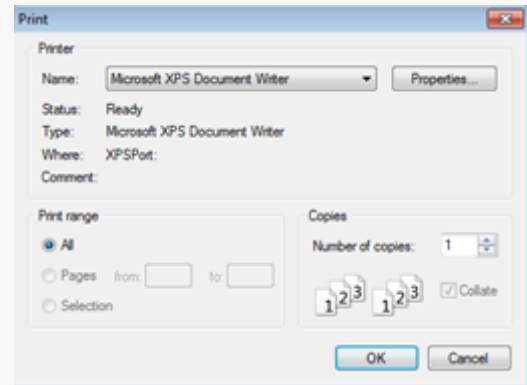 Print
Printer
Name: Microsoft XPS Document Writer Properties...
Status: Ready
Type: Microsoft XPS Document Writer
Where: XPSPort:
Comment:
Print range
All
Pages from: to:
Selection
Copies
Number of copies: 1
1 2 3 1 2 3 Collate
OK Cancel